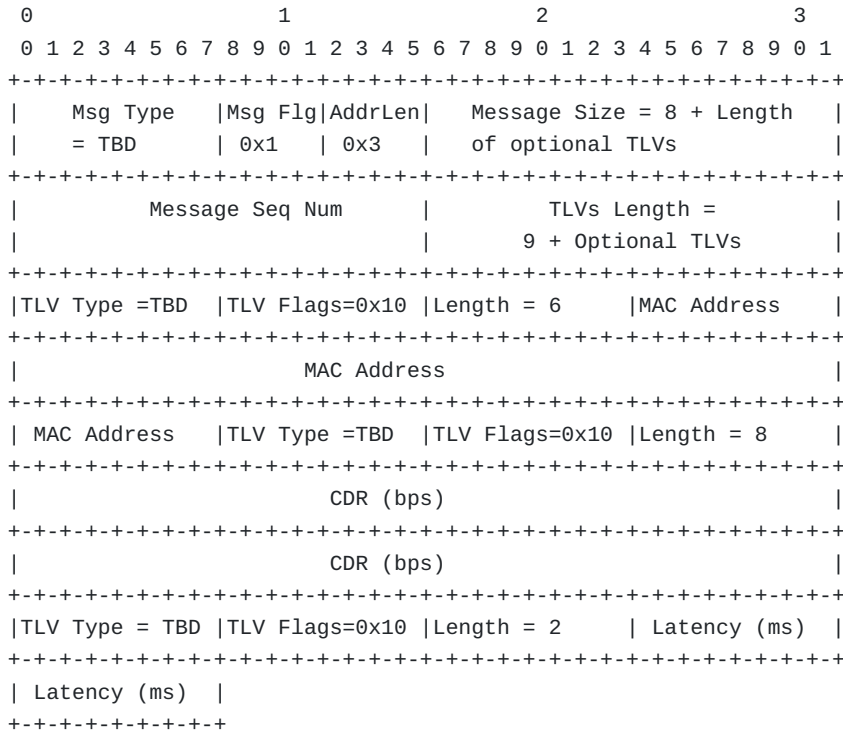 0                   1                   2                   3
 0 1 2 3 4 5 6 7 8 9 0 1 2 3 4 5 6 7 8 9 0 1 2 3 4 5 6 7 8 9 0 1
+-+-+-+-+-+-+-+-+-+-+-+-+-+-+-+-+-+-+-+-+-+-+-+-+-+-+-+-+-+-+-+-+
|    Msg Type   |Msg Flg|AddrLen|   Message Size = 8 + Length   |
|    = TBD      | 0x1   | 0x3   |   of optional TLVs            |
+-+-+-+-+-+-+-+-+-+-+-+-+-+-+-+-+-+-+-+-+-+-+-+-+-+-+-+-+-+-+-+-+
|          Message Seq Num      |         TLVs Length =         |
|                               |       9 + Optional TLVs       |
+-+-+-+-+-+-+-+-+-+-+-+-+-+-+-+-+-+-+-+-+-+-+-+-+-+-+-+-+-+-+-+-+
|TLV Type =TBD  |TLV Flags=0x10 |Length = 6     |MAC Address    |
+-+-+-+-+-+-+-+-+-+-+-+-+-+-+-+-+-+-+-+-+-+-+-+-+-+-+-+-+-+-+-+-+
|                      MAC Address                              |
+-+-+-+-+-+-+-+-+-+-+-+-+-+-+-+-+-+-+-+-+-+-+-+-+-+-+-+-+-+-+-+-+
| MAC Address   |TLV Type =TBD  |TLV Flags=0x10 |Length = 8     |
+-+-+-+-+-+-+-+-+-+-+-+-+-+-+-+-+-+-+-+-+-+-+-+-+-+-+-+-+-+-+-+-+
|                        CDR (bps)                              |
+-+-+-+-+-+-+-+-+-+-+-+-+-+-+-+-+-+-+-+-+-+-+-+-+-+-+-+-+-+-+-+-+
|                        CDR (bps)                              |
+-+-+-+-+-+-+-+-+-+-+-+-+-+-+-+-+-+-+-+-+-+-+-+-+-+-+-+-+-+-+-+-+
|TLV Type = TBD |TLV Flags=0x10 |Length = 2     | Latency (ms)  |
+-+-+-+-+-+-+-+-+-+-+-+-+-+-+-+-+-+-+-+-+-+-+-+-+-+-+-+-+-+-+-+-+
| Latency (ms)  |
+-+-+-+-+-+-+-+-+